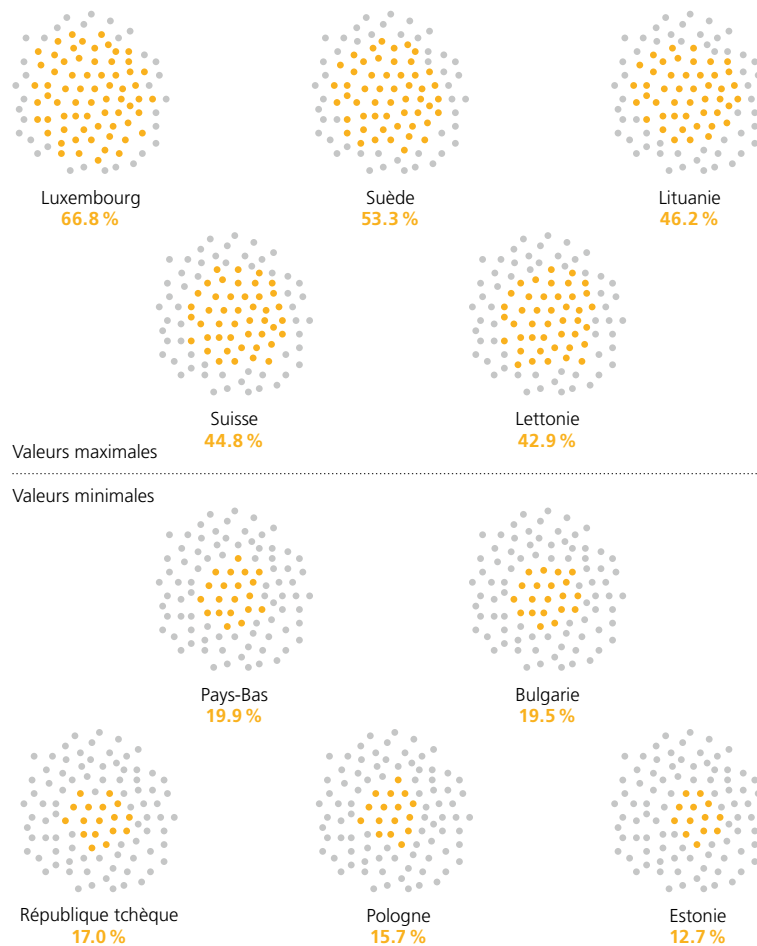 Luxembourg
66.8 %
Suède
53.3 %
Lituanie
46.2 %
Suisse
44.8 %
Lettonie
42.9 %
Valeurs maximales
Valeurs minimales
Pays-Bas
19.9 %
Bulgarie
19.5 %
République tchèque
17.0 %
Pologne
15.7 %
Estonie
12.7 %